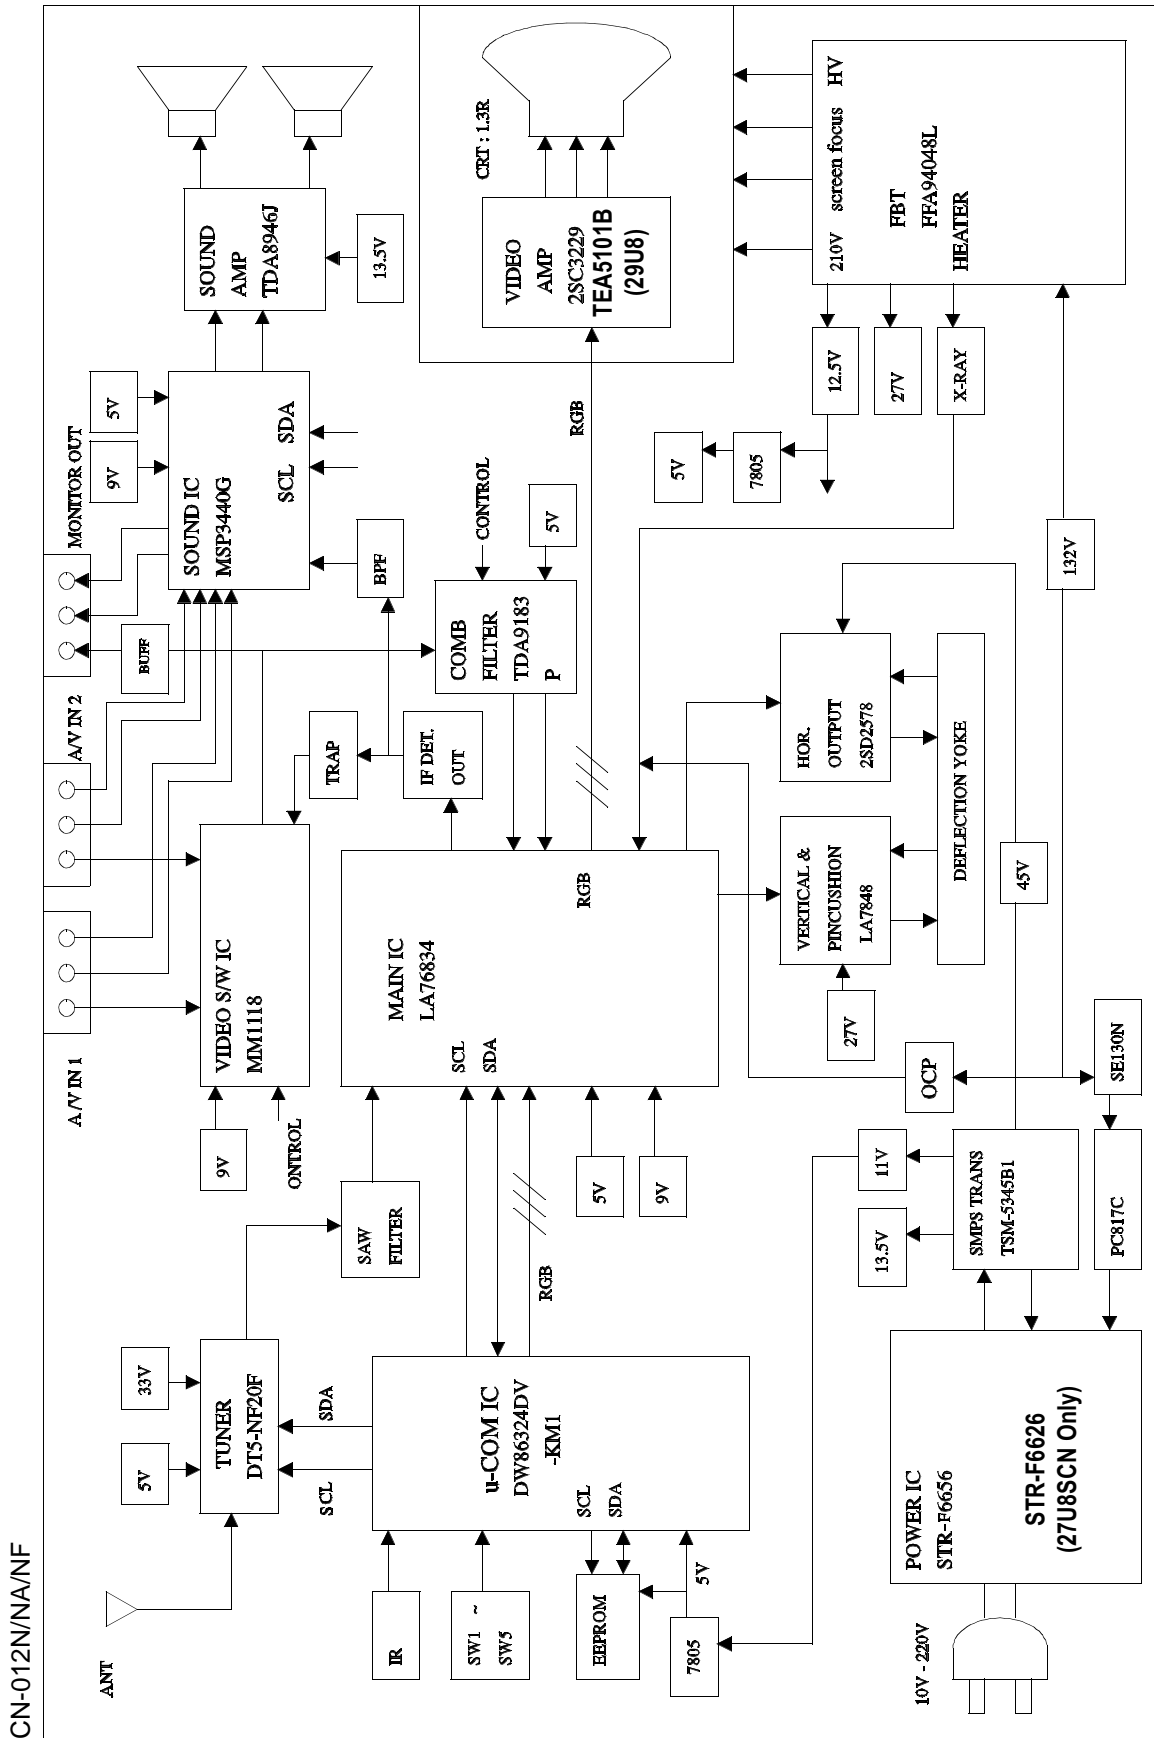 CN-012N/NA/NF
ANT
5V
33V
TUNER
DT5-NF20F
SCL
SDA
IR
SW1 ~
SW5
u-COM IC
DW86324DV
-KM1
SCL
SDA
EEPROM
5V
7805
RGB
SAW
FILTER
A/V IN 1
A/V IN 2
MONITOR OUT
9V
ONTROL
VIDEO S/W IC
MM1118
BUFF
TRAP
IF DET.
OUT
BPF
MAIN IC
LA76834
SCL
SDA
RGB
5V
9V
COMB
FILTER
TDA9183
P
CONTROL
5V
9V
5V
SOUND IC
MSP3440G
SCL
SDA
SOUND
AMP
TDA8946J
13.5V
RGB
CRT : 1.3R
VIDEO
AMP
2SC3229
TEA5101B
(29U8)
210V
screen focus
HV
FBT
FFA94048L
HEATER
12.5V
27V
X-RAY
7805
5V
132V
HOR.
OUTPUT
2SD2578
VERTICAL &
PINCUSHION
LA7848
27V
DEFLECTION YOKE
45V
OCP
SE130N
PC817C
11V
13.5V
SMPS TRANS
TSM-5345B1
POWER IC
STR-F6656
STR-F6626
(27U8SCN Only)
10V - 220V